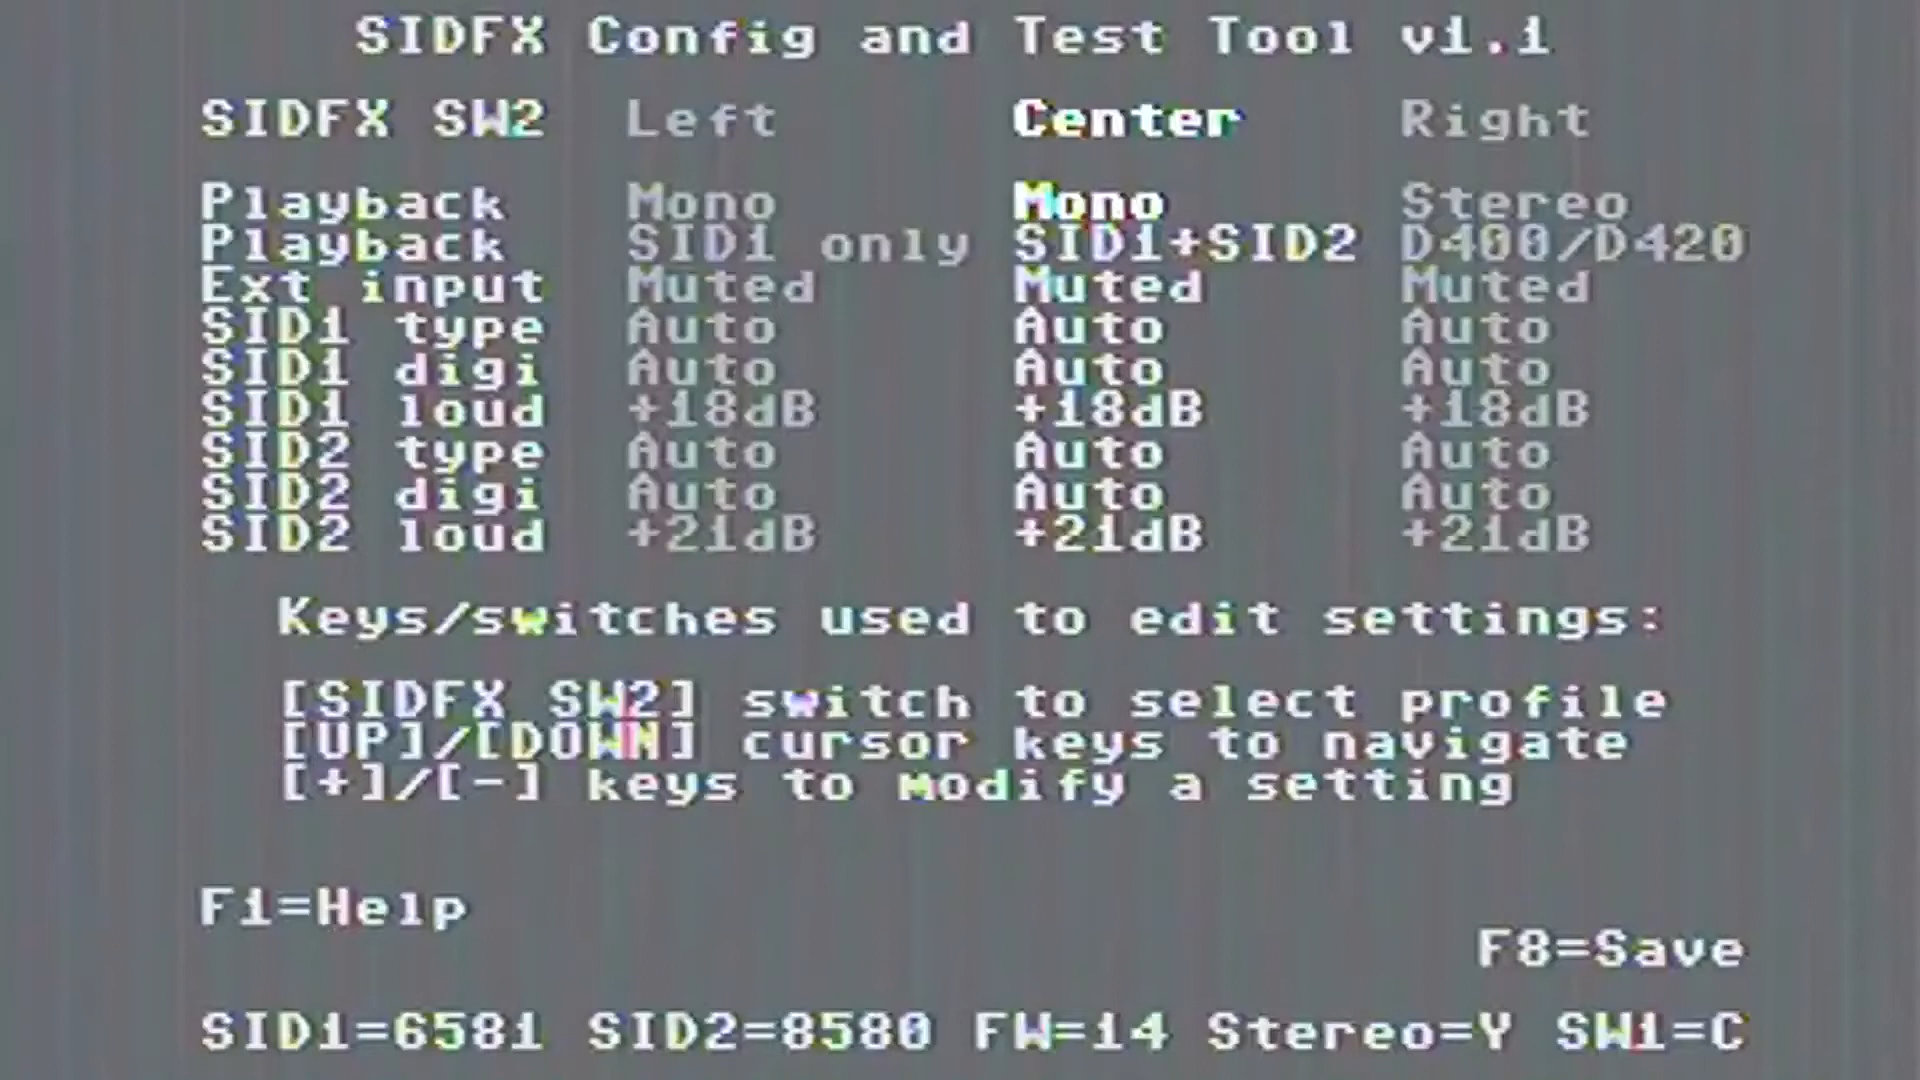 SIDFX Config and Test Tool v1.1
SIDFX SW2 Left Center Right
Playback Mono Mono Stereo
Playback SID1 only SID1+SID2 D400/D420
Ext input Muted Muted Muted
SID1 type Auto Auto Auto
SID1 digi Auto Auto Auto
SID1 loud +18dB +18dB +18dB
SID2 type Auto Auto Auto
SID2 digi Auto Auto Auto
SID2 loud +21dB +21dB +21dB
Keys/switches used to edit settings:
[SIDFX SW2] switch to select profile
[UP]/[DOWN] cursor keys to navigate
[+]/[-] keys to modify a setting
F1=Help
F8=Save
SID1=6581 SID2=8580 FW=14 Stereo=Y SW1=C